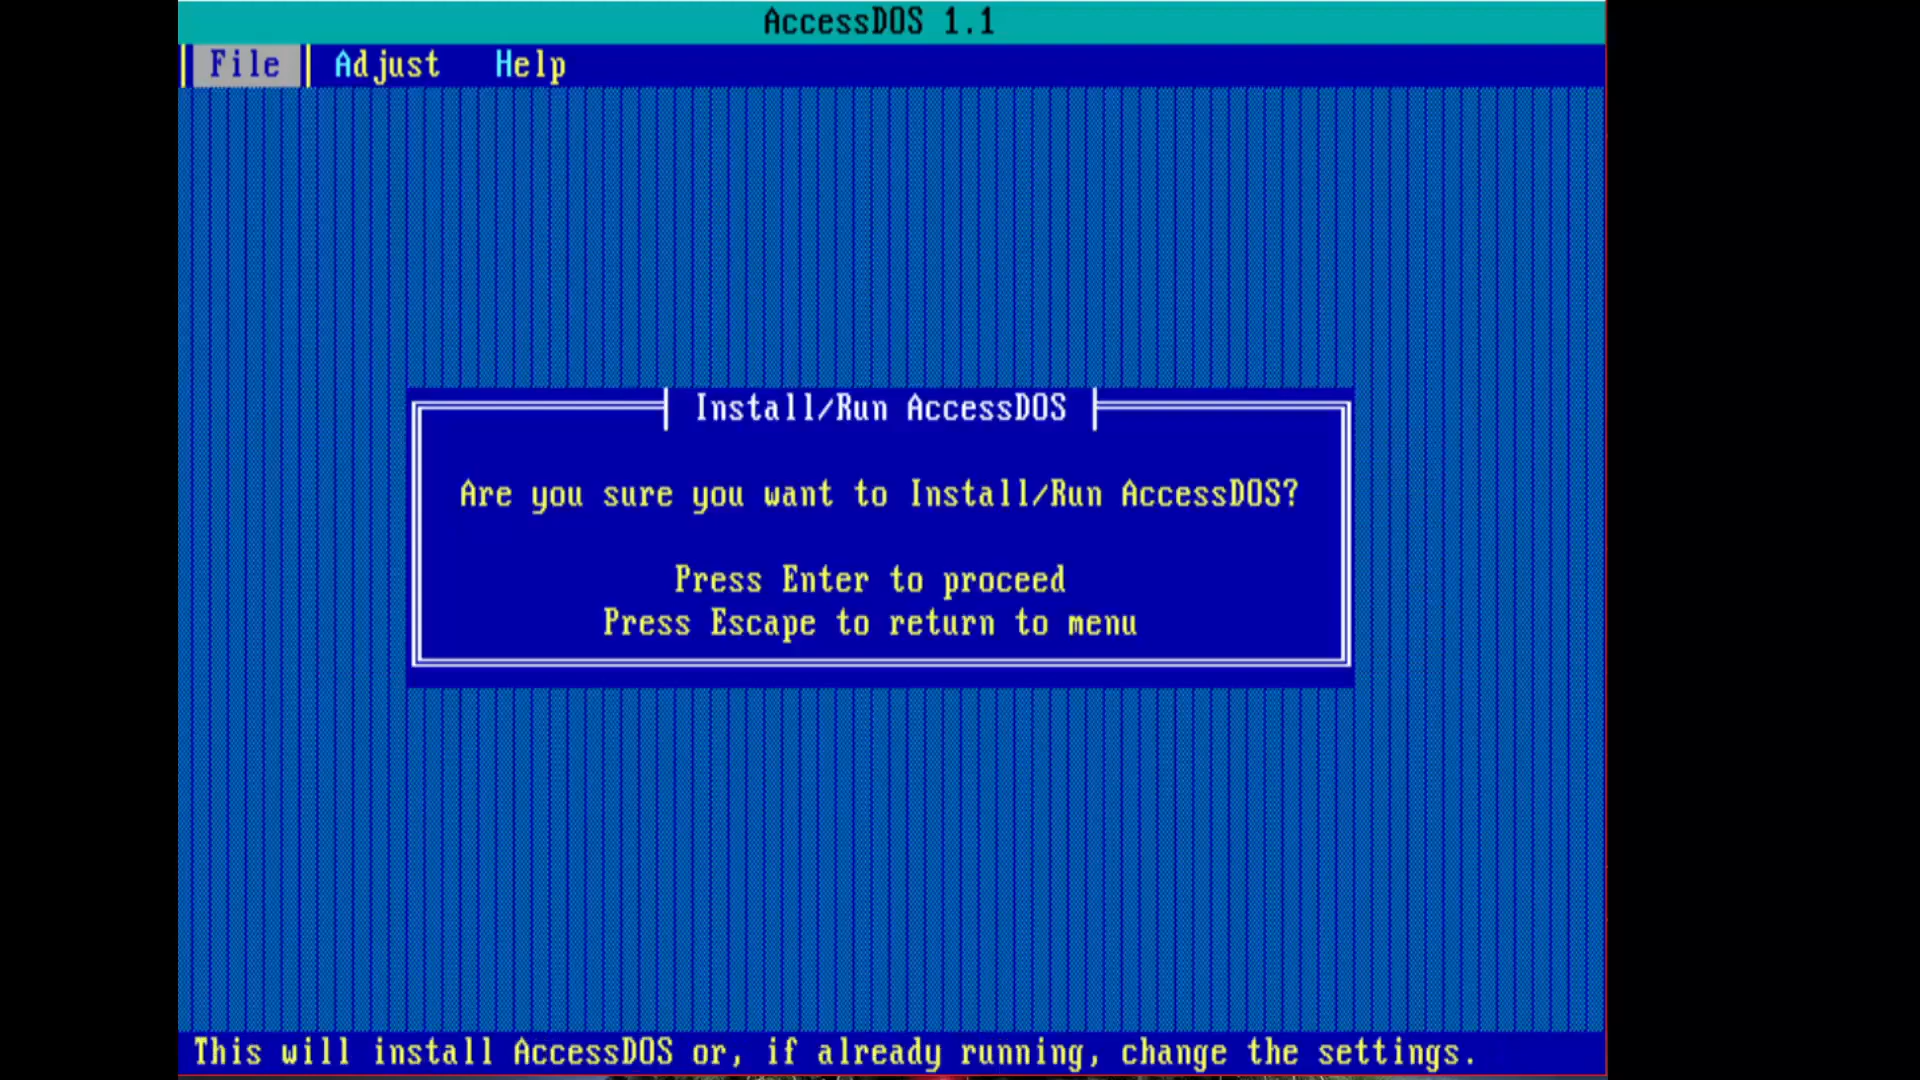 AccessDOS 1.1
File Adjust Help
Install/Run AccessDOS
Are you sure you want to Install/Run AccessDOS?
Press Enter to proceed
Press Escape to return to menu
This will install AccessDOS or, if already running, change the settings.